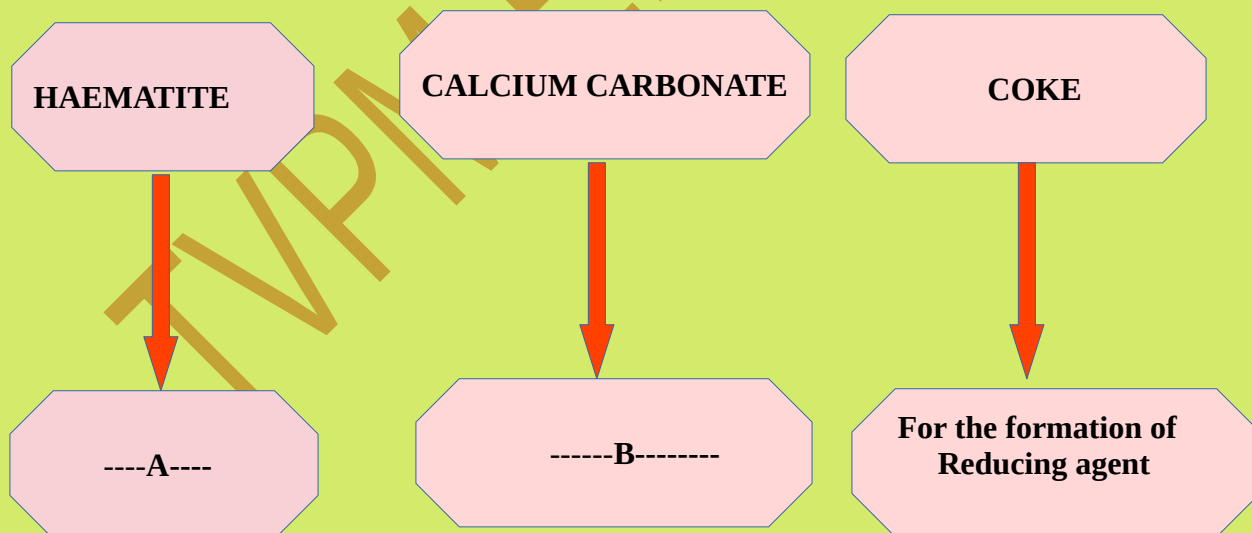 HAEMATITE
CALCIUM CARBONATE
COKE
----A----
------B--------
For the formation of
Reducing agent